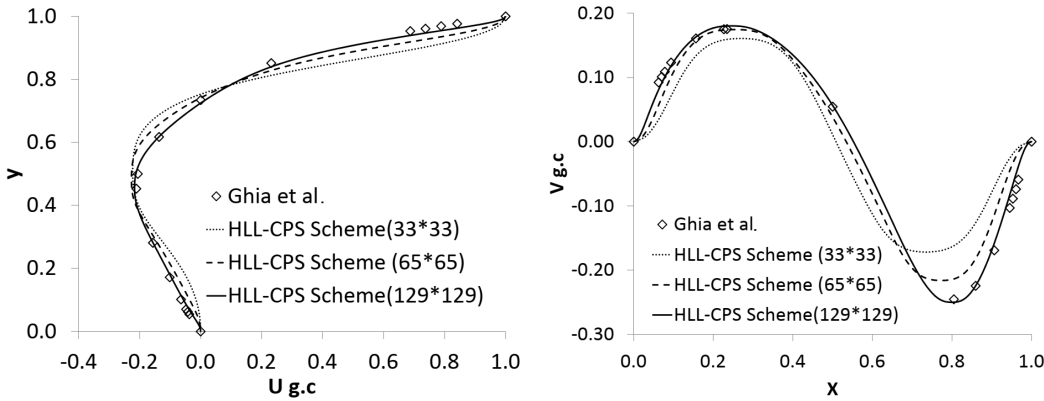 1.0
0.8
0.6
0.4
0.2
0.0
y
-0.4 -0.2 0.0 0.2 0.4 0.6 0.8 1.0
U g.c
Ghia et al.
HLL-CPS Scheme(33*33)
HLL-CPS Scheme (65*65)
HLL-CPS Scheme(129*129)
0.20
0.10
0.00
-0.10
-0.20
-0.30
V g.c
0.0 0.2 0.4 0.6 0.8 1.0
X
Ghia et al.
HLL-CPS Scheme (33*33)
HLL-CPS Scheme (65*65)
HLL-CPS Scheme(129*129)